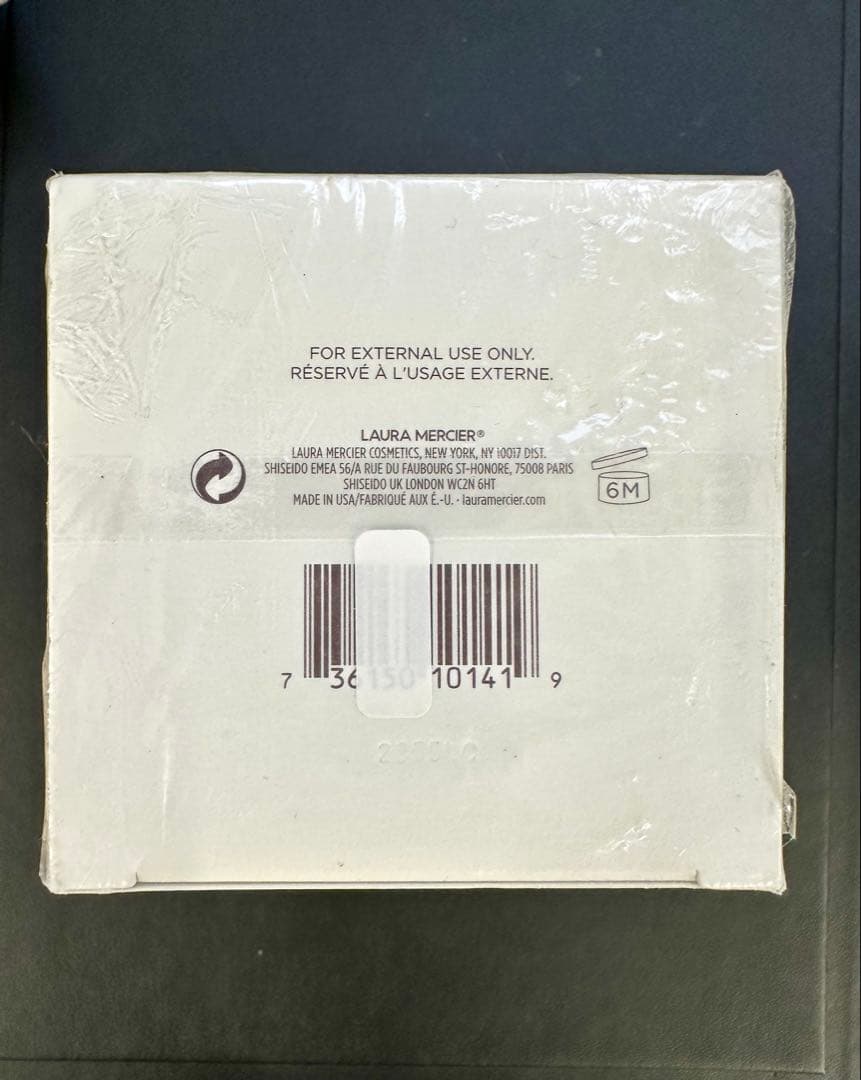 FOR EXTERNAL USE ONLY.
RÉSERVÉ À L'USAGE EXTERNE.
LAURA MERCIER®
LAURA MERCIER COSMETICS, NEW YORK, NY 10017 DIST.
SHISEIDO EMEA 56/A RUE DU FAUBOURG ST-HONORE, 75008 PARIS
SHISEIDO UK LONDON WC2N 6HT
MADE IN USA/FABRIQUÉ AUX É.-U. · lauramercier.com
6M
7 36150 10141 9